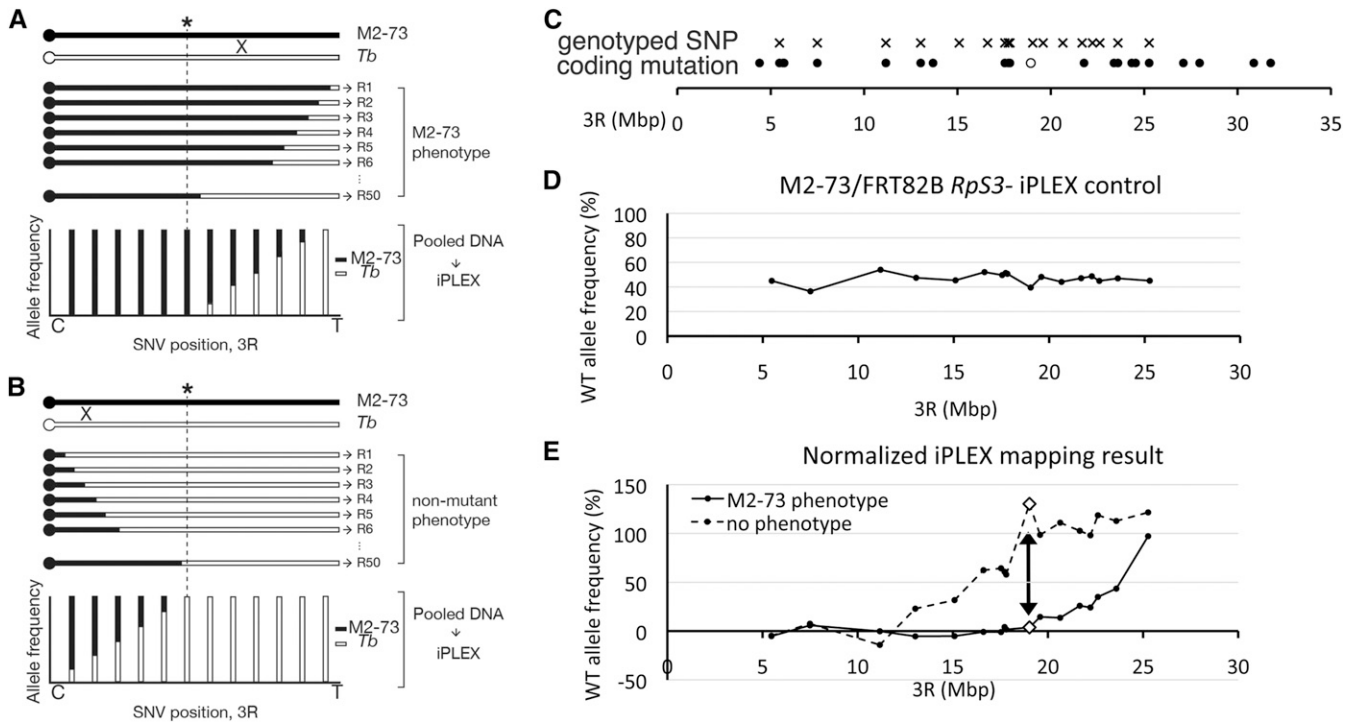 A
*
M2-73
X
Tb
R1
R2
R3
R4
R5
R6
R50
M2-73
phenotype
Allele frequency
M2-73
Tb
Pooled DNA
iPLEX
C
T
SNV position, 3R
B
*
M2-73
X
Tb
R1
R2
R3
R4
R5
R6
R50
non-mutant
phenotype
Allele frequency
M2-73
Tb
Pooled DNA
iPLEX
C
T
SNV position, 3R
C
genotyped SNP
coding mutation
3R (Mbp)
0 5 10 15 20 25 30 35
D
M2-73/FRT82B RpS3- iPLEX control
WT allele frequency (%)
100
80
60
40
20
0
0 5 10 15 20 25 30
3R (Mbp)
E
Normalized iPLEX mapping result
WT allele frequency (%)
150
100
50
0
-50
M2-73 phenotype
no phenotype
0 5 10 15 20 25 30
3R (Mbp)